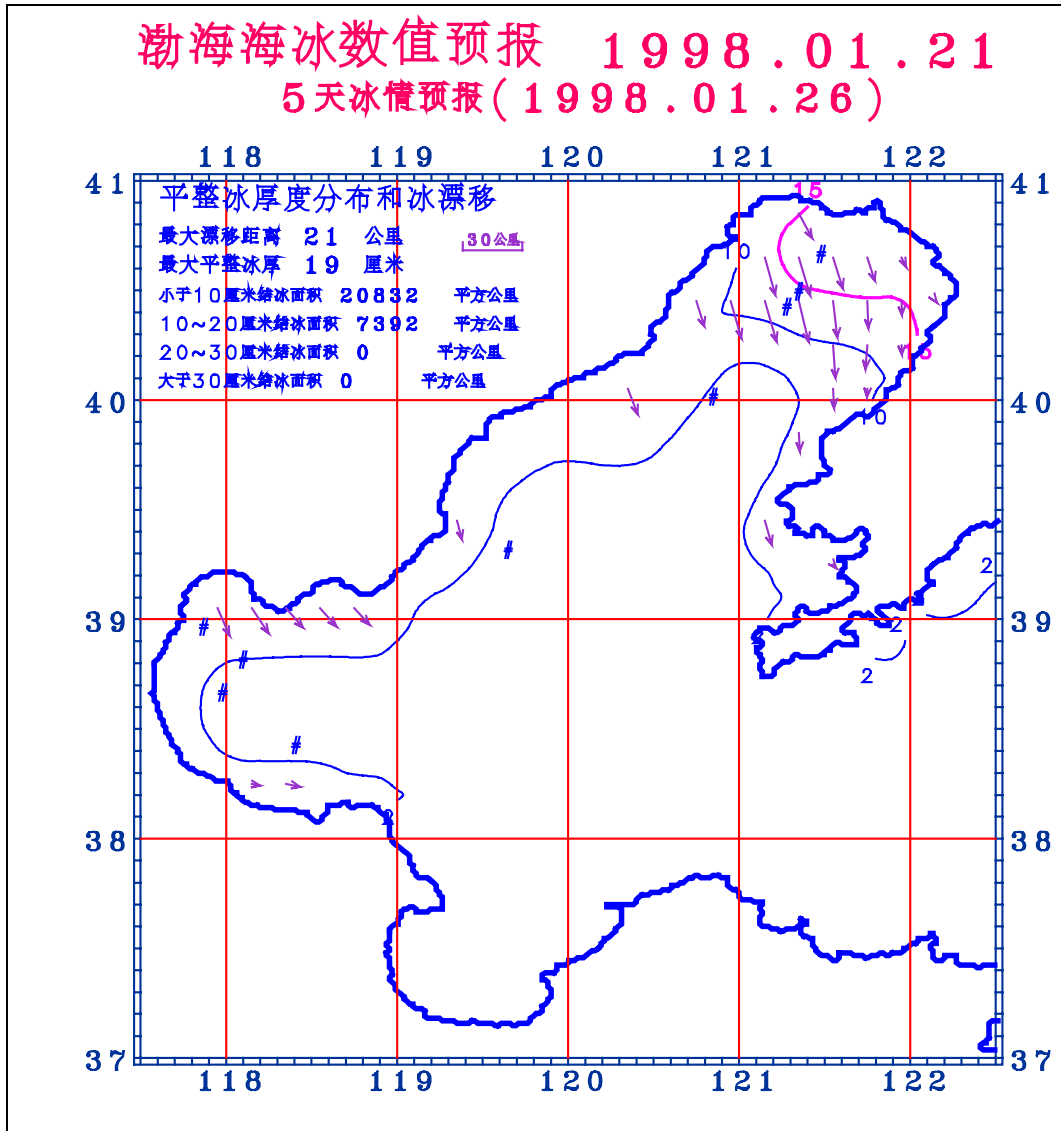 渤海海冰数值预报 1998.01.21
5天冰情预报(1998.01.26)
118 119 120 121 122
41 41
平整冰厚度分布和冰漂移
最大漂移距离 21 公里 30公里
最大平整冰厚 19 厘米
小于10厘米结冰面积 20832 平方公里
10~20厘米结冰面积 7392 平方公里
20~30厘米结冰面积 0 平方公里
大于30厘米结冰面积 0 平方公里
15
#
10
#
#
15
40 # 40
10
#
2
39 # 39
2
#
2
#
#
2
38 38
37 37
118 119 120 121 122